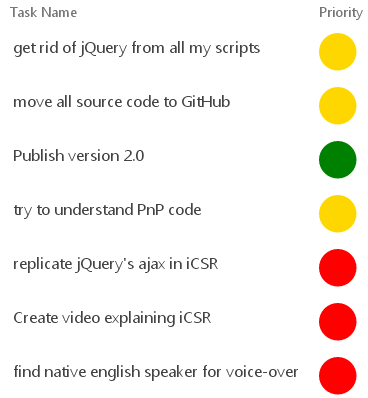 Task Name Priority
get rid of jQuery from all my scripts
move all source code to GitHub
Publish version 2.0
try to understand PnP code
replicate jQuery's ajax in iCSR
Create video explaining iCSR
find native english speaker for voice-over